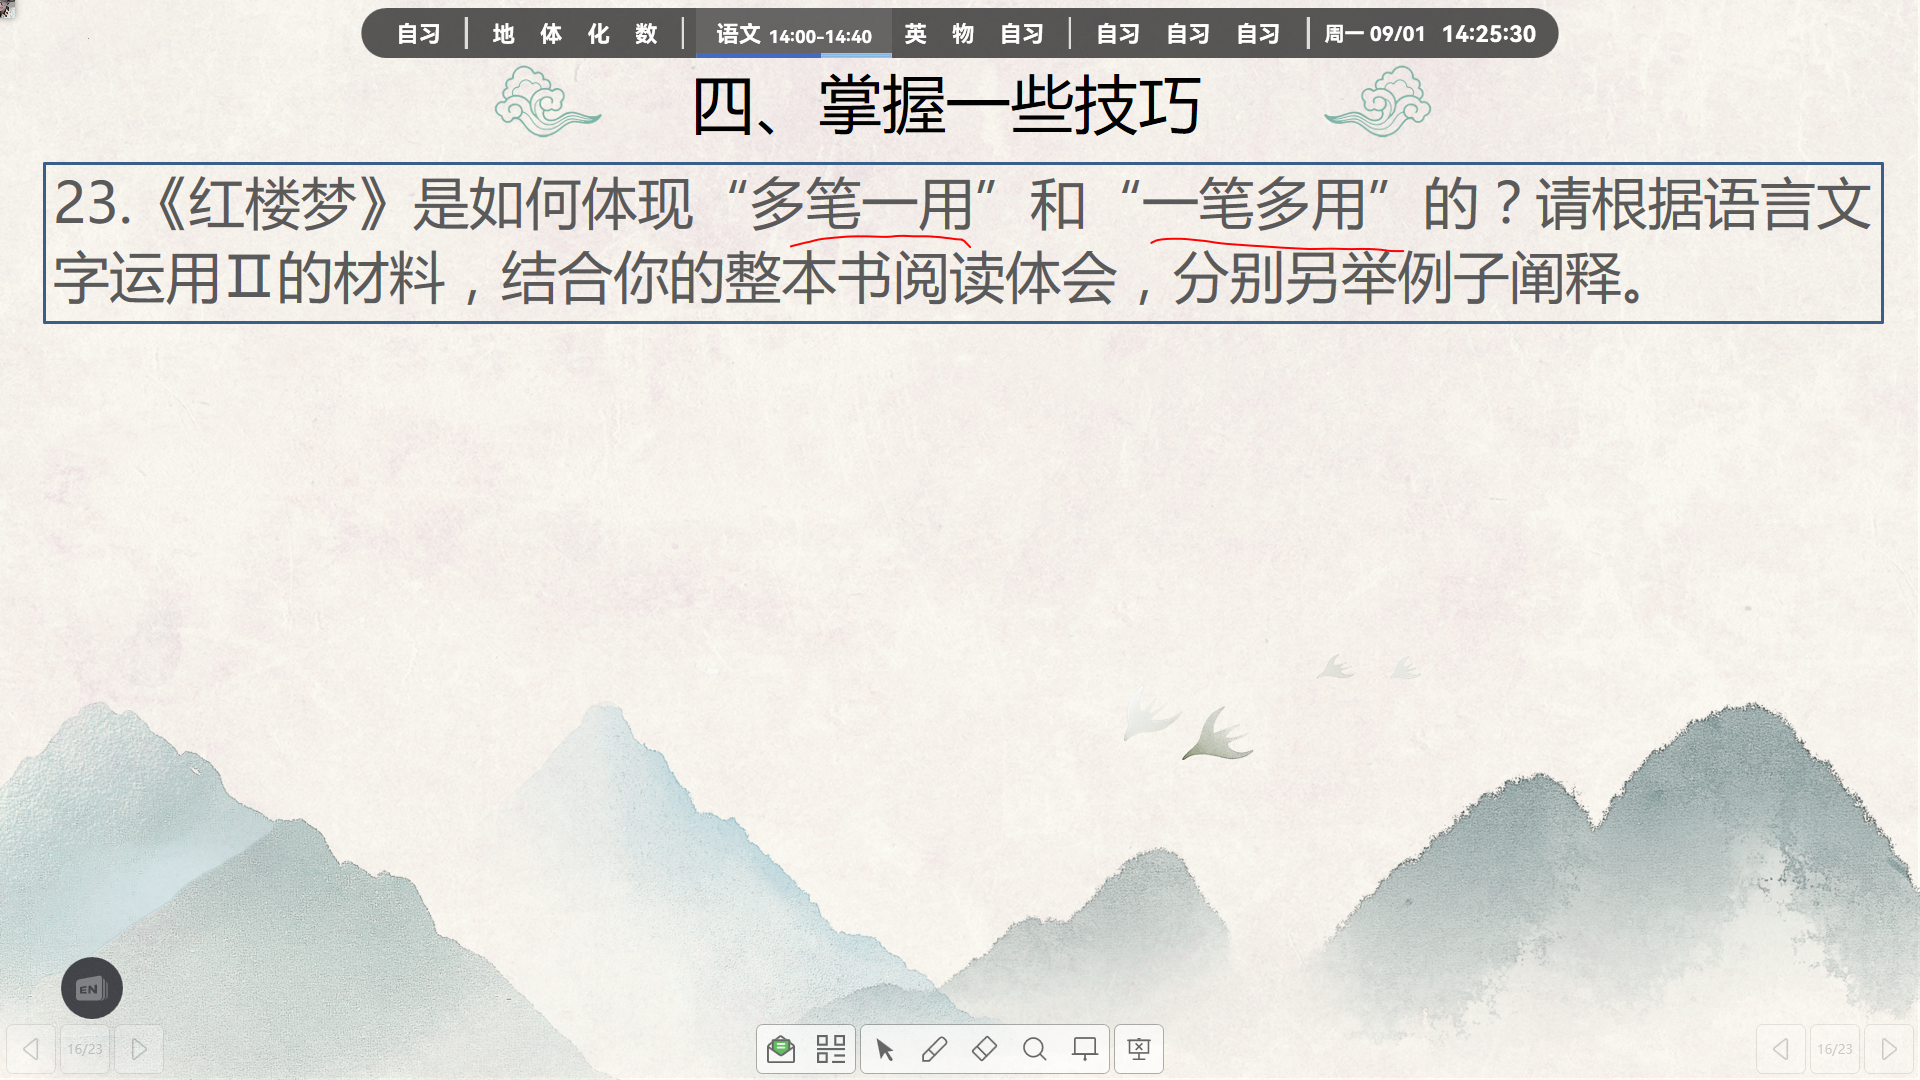 自习 | 地 体 化 数 | 语文 14:00-14:40 英 物 自习 | 自习 自习 自习 | 周一 09/01 14:25:30
四、掌握一些技巧
23.《红楼梦》是如何体现“多笔一用”和“一笔多用”的？请根据语言文
字运用Ⅱ的材料，结合你的整本书阅读体会，分别另举例子阐释。
EN
16/23
16/23